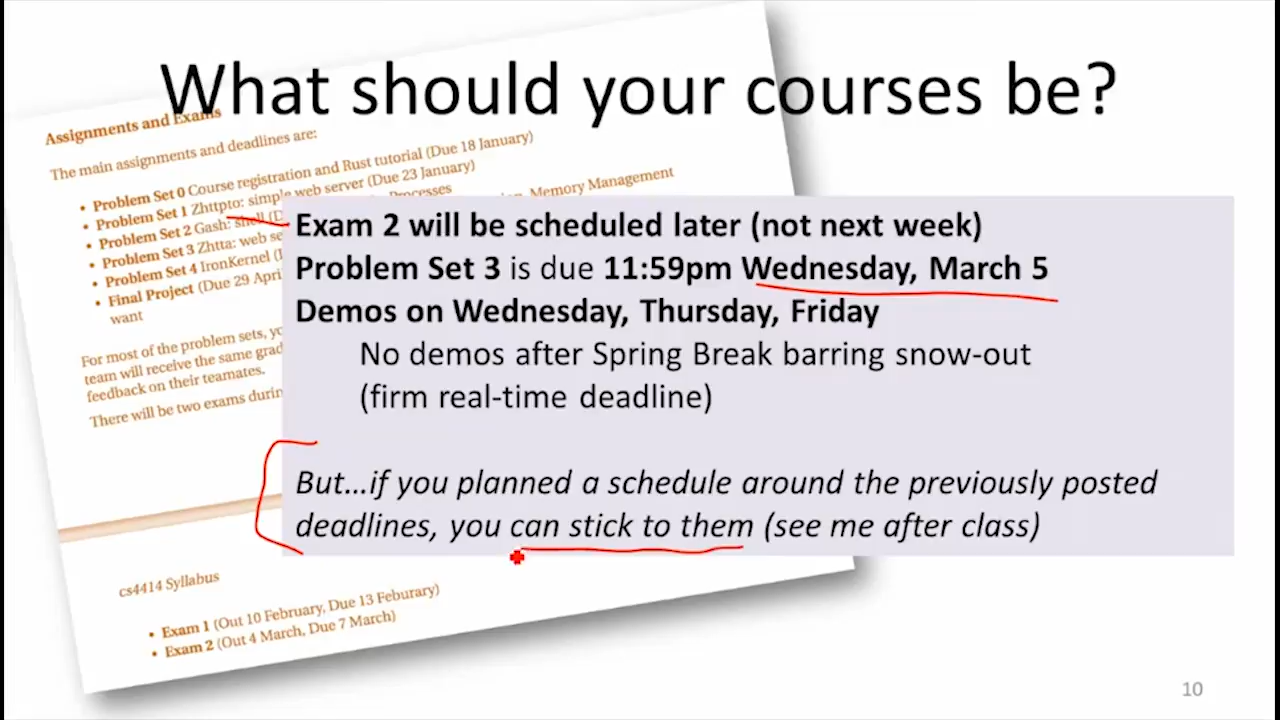 What should your courses be?
Assignments and Exams
The main assignments and deadlines are:
• Problem Set 0 Course registration and Rust tutorial (Due 18 January)
• Problem Set 1 Zhttpto: simple web server (Due 23 January)
• Problem Set 2 Gash: shell Processes
• Problem Set 3 Zhtta: web Memory Management
• Problem Set 4 IronKernel
• Final Project (Due 29 April
want
For most of the problem sets,
team will receive the same
feedback on their teamates.
There will be two exams
Exam 2 will be scheduled later (not next week)
Problem Set 3 is due 11:59pm Wednesday, March 5
Demos on Wednesday, Thursday, Friday
No demos after Spring Break barring snow-out
(firm real-time deadline)
But…if you planned a schedule around the previously posted
deadlines, you can stick to them (see me after class)
cs4414 Syllabus
• Exam 1 (Out 10 February, Due 13 Feburary)
• Exam 2 (Out 4 March, Due 7 March)
10